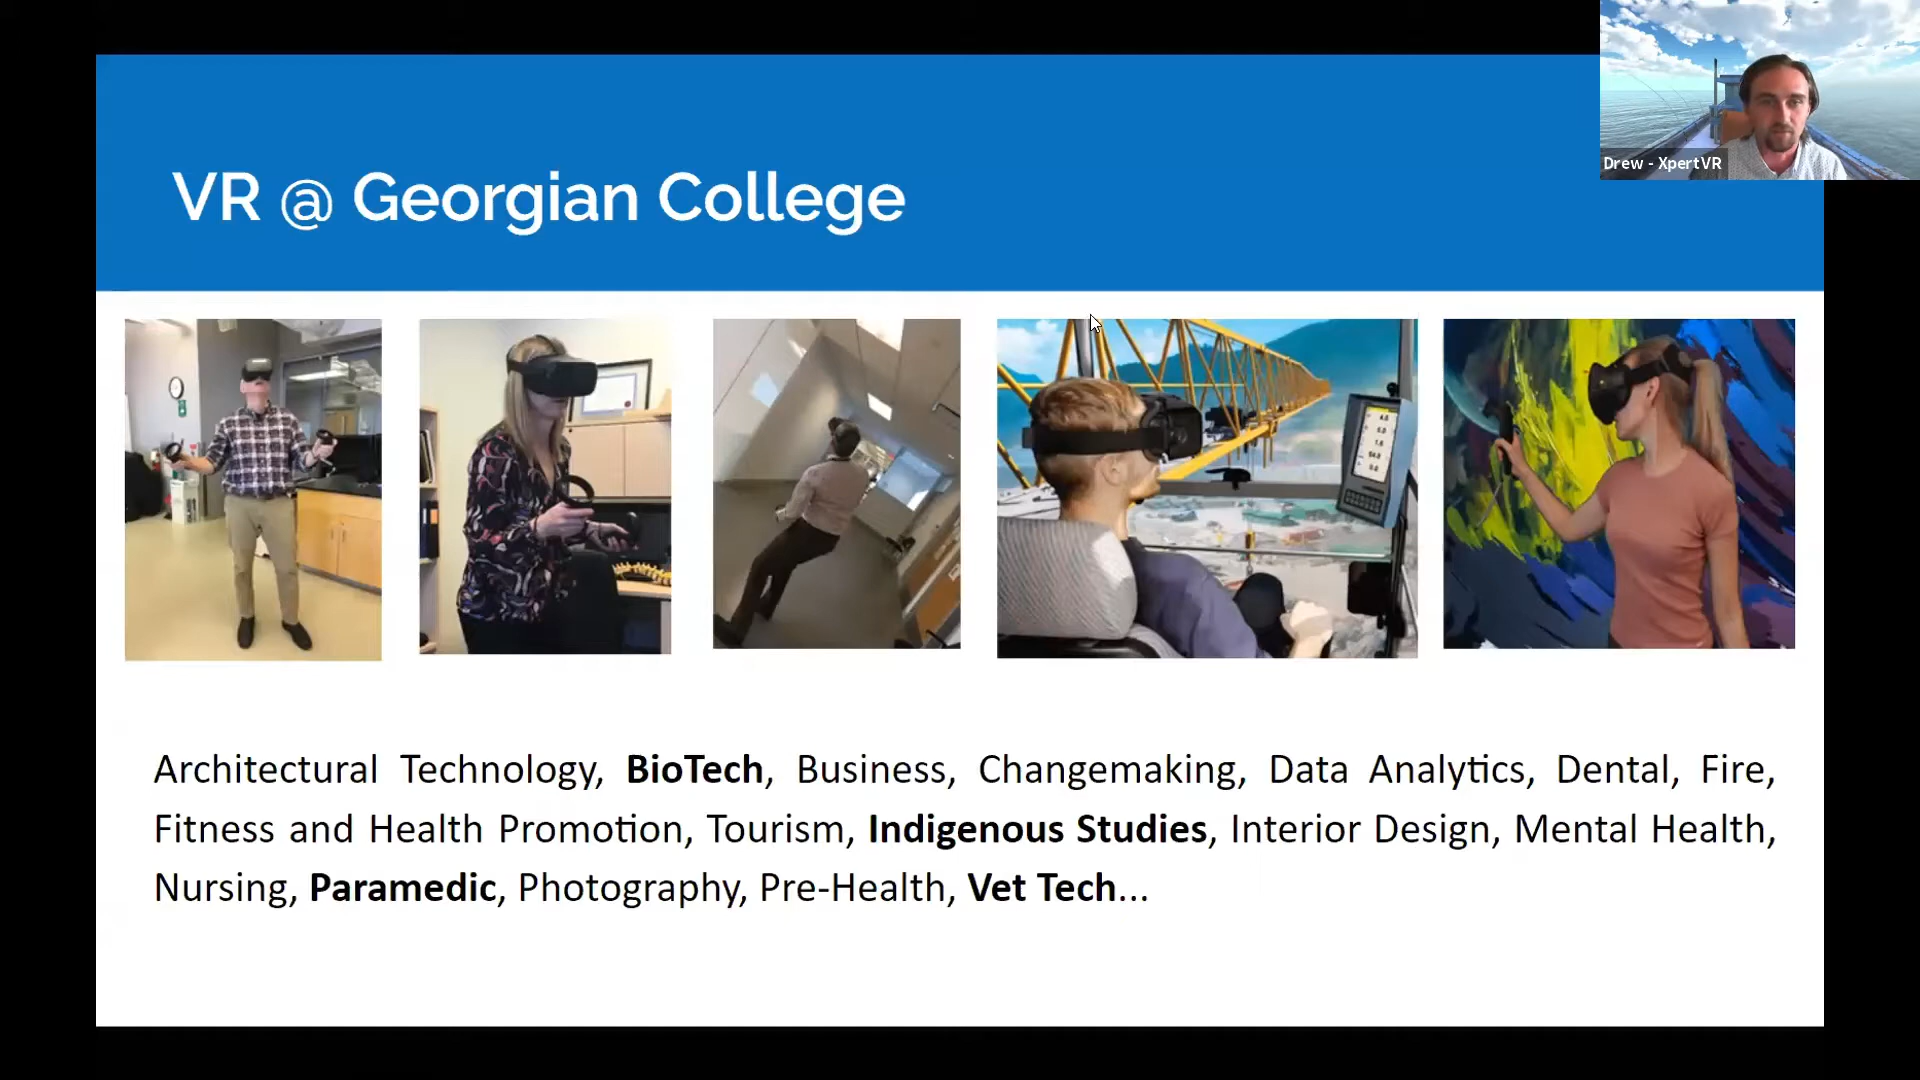 Drew - XpertVR
VR @ Georgian College
Architectural Technology, BioTech, Business, Changemaking, Data Analytics, Dental, Fire,
Fitness and Health Promotion, Tourism, Indigenous Studies, Interior Design, Mental Health,
Nursing, Paramedic, Photography, Pre-Health, Vet Tech...